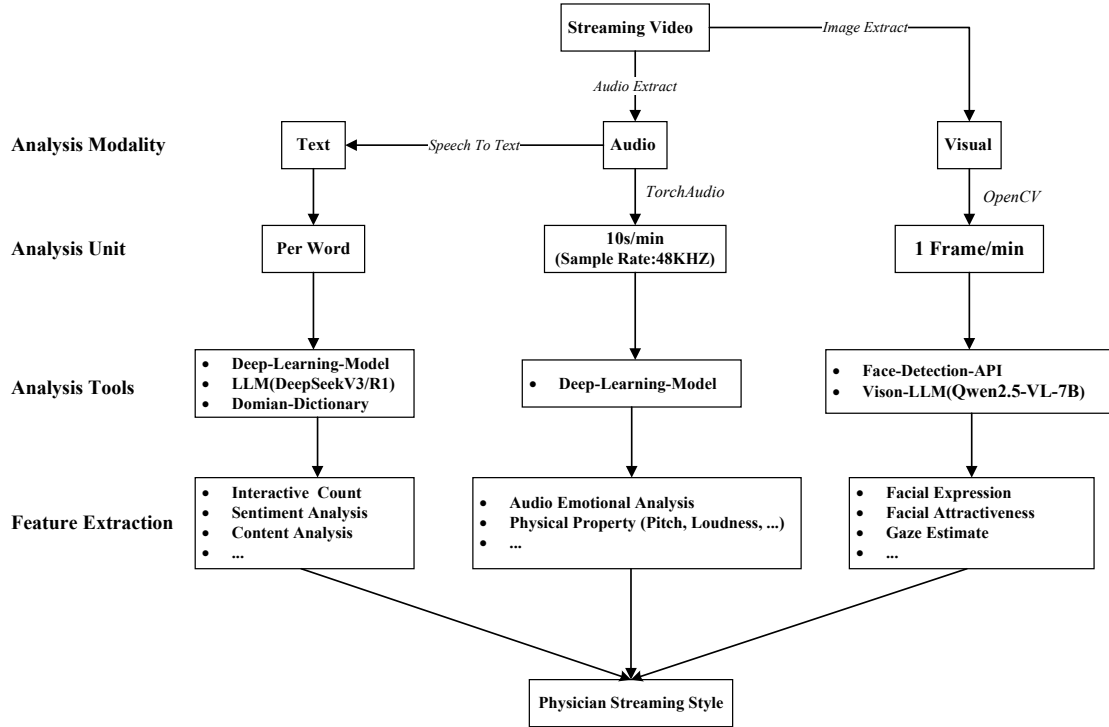 Streaming Video
Image Extract
Audio Extract
Analysis Modality
Text
Speech To Text
Audio
Visual
TorchAudio
OpenCV
Analysis Unit
Per Word
10s/min
(Sample Rate:48KHZ)
1 Frame/min
Analysis Tools
• Deep-Learning-Model
• LLM(DeepSeekV3/R1)
• Domian-Dictionary
• Deep-Learning-Model
• Face-Detection-API
• Vison-LLM(Qwen2.5-VL-7B)
Feature Extraction
• Interactive Count
• Sentiment Analysis
• Content Analysis
• ...
• Audio Emotional Analysis
• Physical Property (Pitch, Loudness, ...)
• ...
• Facial Expression
• Facial Attractiveness
• Gaze Estimate
• ...
Physician Streaming Style